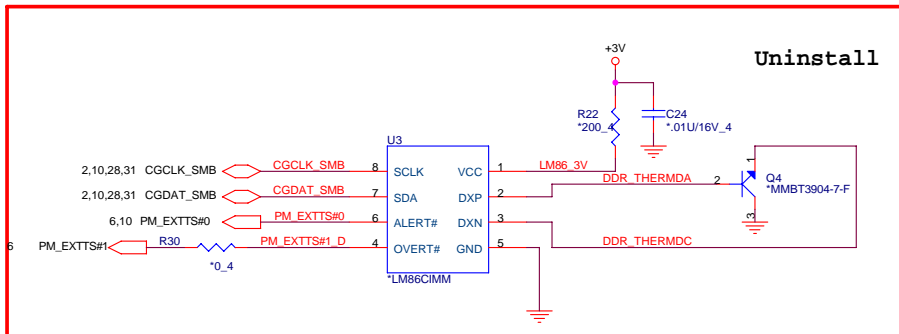 +3V
Uninstall
R22
*200_4
C24
*.01U/16V_4
U3
2,10,28,31 CGCLK_SMB CGCLK_SMB 8 SCLK VCC 1 LM86_3V
1
Q4
*MMBT3904-7-F
2,10,28,31 CGDAT_SMB CGDAT_SMB 7 SDA DXP 2 DDR_THERMDA 2
6,10 PM_EXTTS#0 PM_EXTTS#0 6 ALERT# DXN 3 3
6 PM_EXTTS#1 R30 PM_EXTTS#1_D 4 OVERT# GND 5 DDR_THERMDC
*0_4
*LM86CIMM